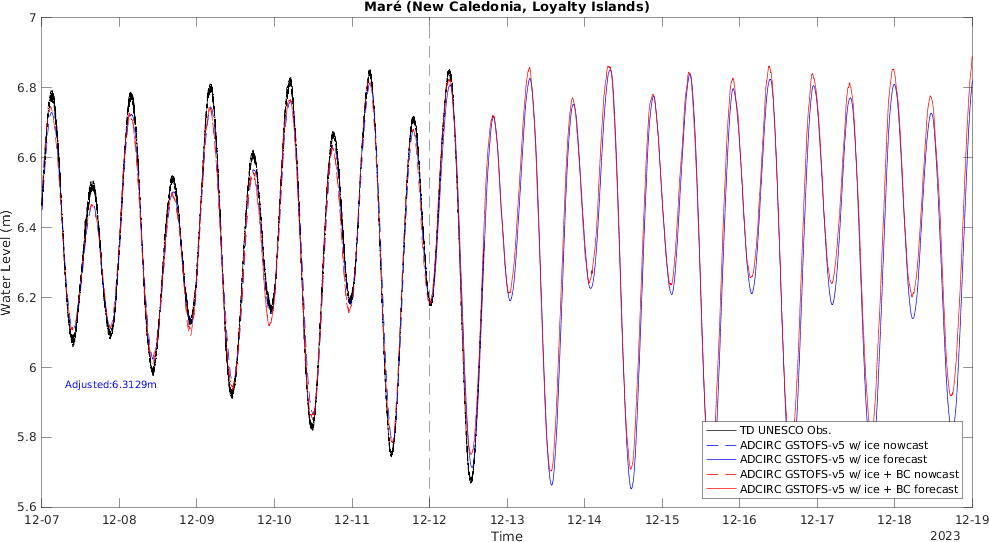 Maré (New Caledonia, Loyalty Islands)
7
6.8
6.6
6.4
6.2
6
5.8
5.6
Water Level (m)
Adjusted:6.3129m
TD UNESCO Obs.
ADCIRC GSTOFS-v5 w/ ice nowcast
ADCIRC GSTOFS-v5 w/ ice forecast
ADCIRC GSTOFS-v5 w/ ice + BC nowcast
ADCIRC GSTOFS-v5 w/ ice + BC forecast
12-07 12-08 12-09 12-10 12-11 12-12 12-13 12-14 12-15 12-16 12-17 12-18 12-19
Time
2023